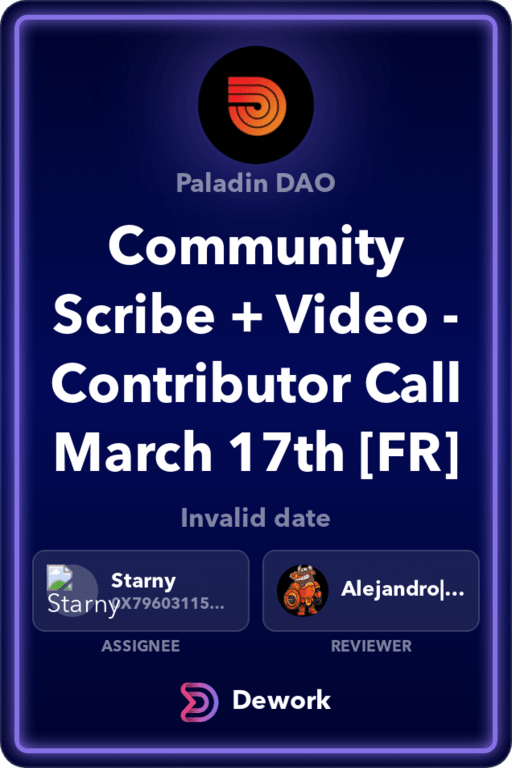 Paladin DAO
Community
Scribe + Video -
Contributor Call
March 17th [FR]
Invalid date
Starny
Starny
0X79603115...
Alejandro|...
ASSIGNEE
REVIEWER
Dework